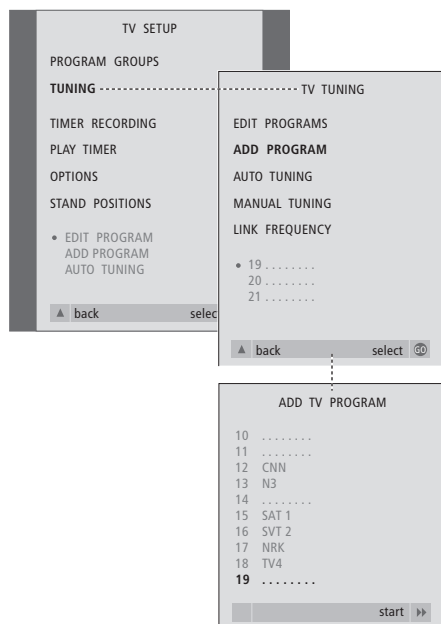 TV SETUP
PROGRAM GROUPS
TUNING
TIMER RECORDING
PLAY TIMER
OPTIONS
STAND POSITIONS
• EDIT PROGRAM
ADD PROGRAM
AUTO TUNING
▲ back selec
TV TUNING
EDIT PROGRAMS
ADD PROGRAM
AUTO TUNING
MANUAL TUNING
LINK FREQUENCY
• 19 . . . . . . . .
20 . . . . . . . .
21 . . . . . . . .
▲ back select GO
ADD TV PROGRAM
10 . . . . . . . .
11 . . . . . . . .
12 CNN
13 N3
14 . . . . . . . .
15 SAT 1
16 SVT 2
17 NRK
18 TV4
19 . . . . . . . .
start ▸▸